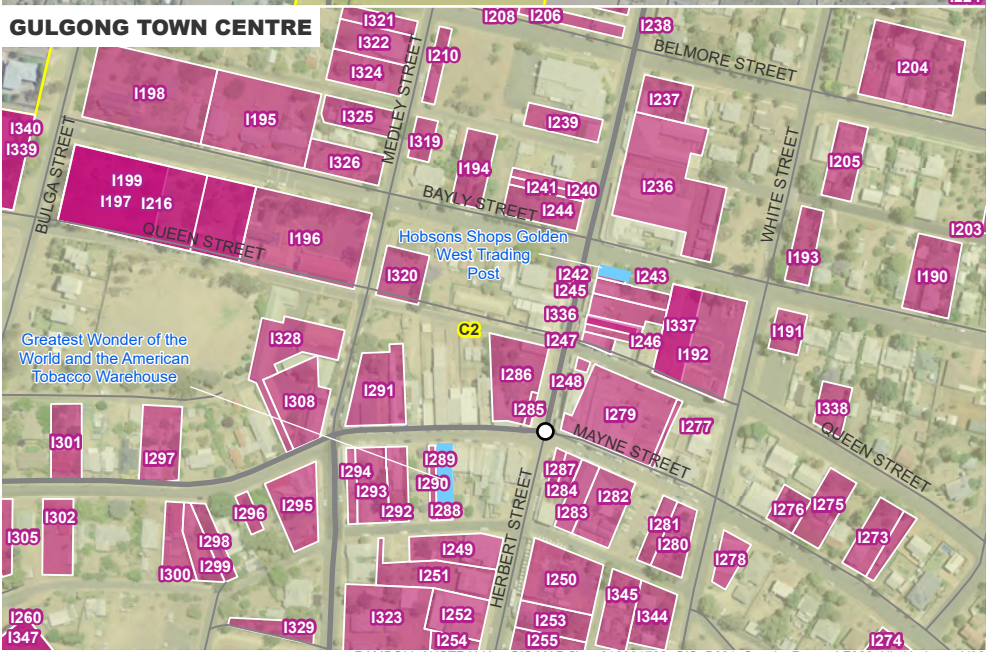 GULGONG TOWN CENTRE
I321
I322
I324
I208
I206
I238
I210
BELMORE STREET
I204
I198
I195
I325
I326
MEDLEY STREET
I319
I194
I239
I237
I236
I205
I340
I339
BULGA STREET
I199
I197
I216
QUEEN STREET
I196
BAYLY STREET
I241
I240
I244
WHITE STREET
I203
I193
I190
I320
Hobsons Shops Golden
West Trading
Post
I242
I243
I245
I336
I247
I246
I337
I192
I191
C2
Greatest Wonder of the
World and the American
Tobacco Warehouse
I328
I308
I291
I286
I285
I248
I279
I277
I338
QUEEN STREET
MAYNE STREET
I301
I297
I294
I293
I292
I289
I290
I288
HERBERT STREET
I287
I284
I283
I282
I281
I280
I276
I275
I273
I278
I305
I302
I296
I295
I298
I299
I300
I249
I251
I250
I323
I252
I254
I253
I255
I345
I344
I260
I347
I329
I274